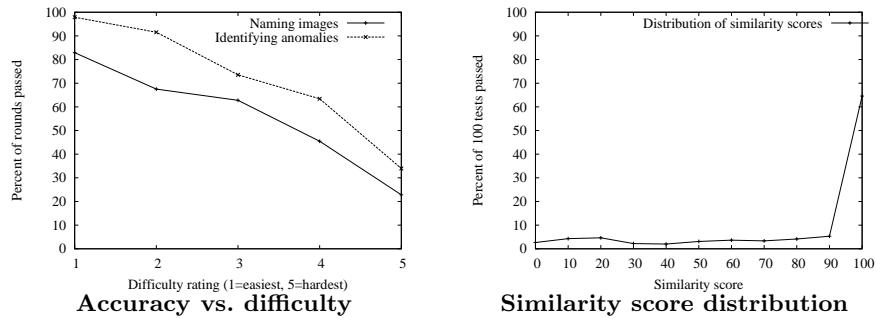 100
90
80
70
60
50
40
30
20
10
0
Percent of rounds passed
Naming images
Identifying anomalies
1 2 3 4 5
Difficulty rating (1=easiest, 5=hardest)
Accuracy vs. difficulty
100
90
80
70
60
50
40
30
20
10
0
Percent of 100 tests passed
Distribution of similarity scores
0 10 20 30 40 50 60 70 80 90 100
Similarity score
Similarity score distribution